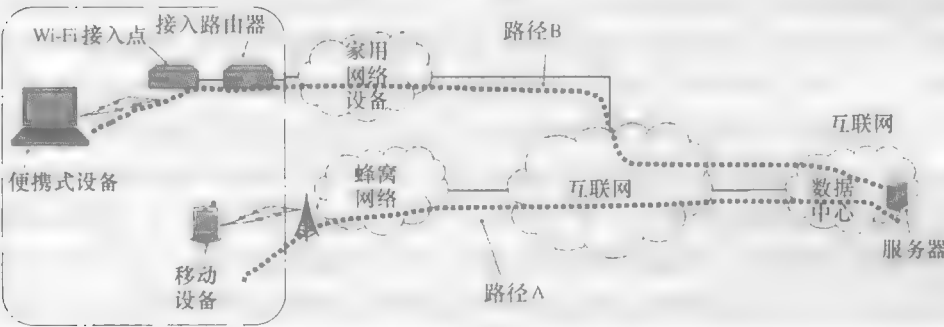 Wi-Fi 接入点
接入路由器
家用
网络
设备
路径B
互联网
便携式设备
蜂窝
网络
互联网
数据
中心
服务器
移动
设备
路径A